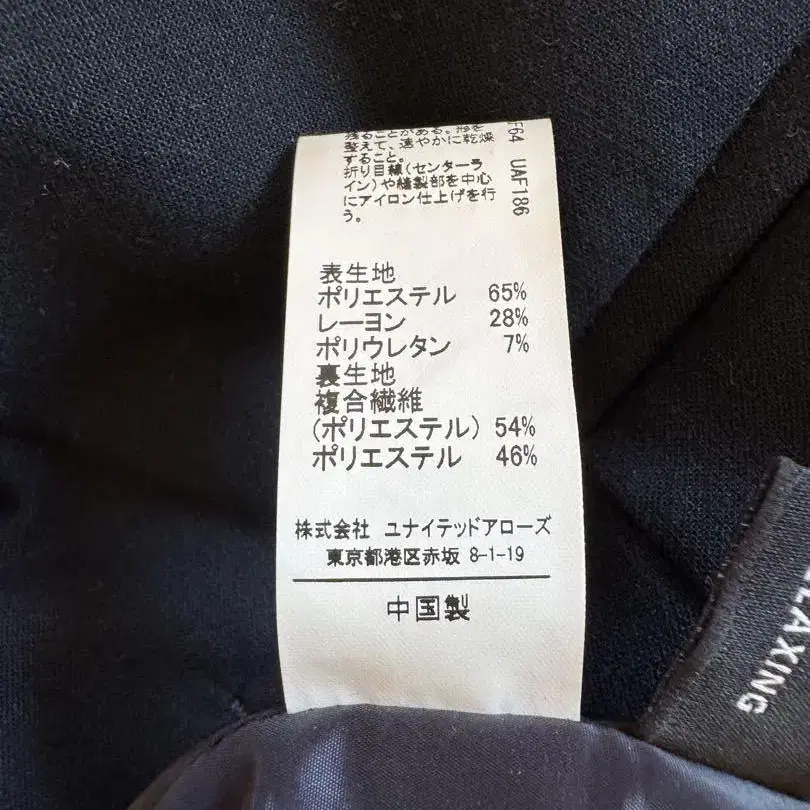 残ることがある。形を
整えて、速やかに乾燥
すること。
折り目線(センターラ
イン)や縫製部を中心
にアイロン仕上げを行
う。
F64 UAF186
表生地
ポリエステル 65%
レーヨン 28%
ポリウレタン 7%
裏生地
複合繊維
(ポリエステル) 54%
ポリエステル 46%
株式会社 ユナイテッドアローズ
東京都港区赤坂 8-1-19
中国製
LAXING